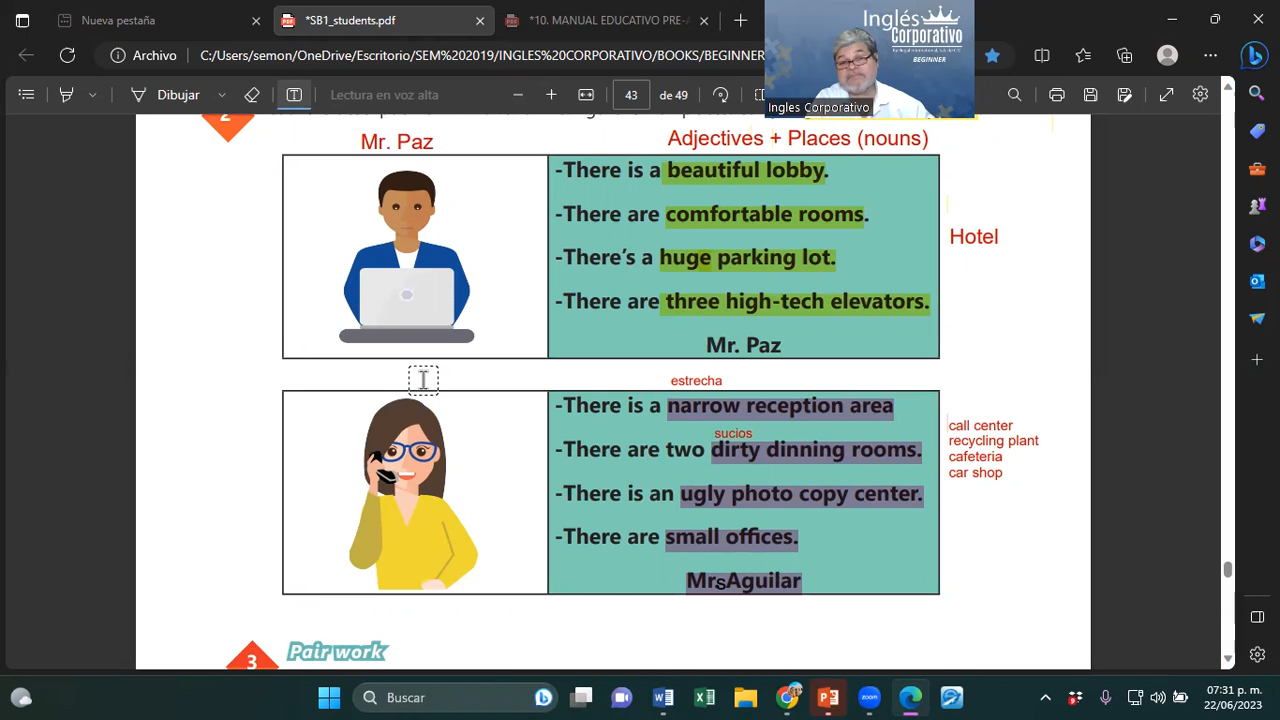 Nueva pestaña
*SB1_students.pdf
*10. MANUAL EDUCATIVO PRE-A
Archivo
C:/Users/semon/OneDrive/Escritorio/SEM%202019/INGLES%20CORPORATIVO/BOOKS/BEGINNER
Dibujar
Lectura en voz alta
43
de 49
Inglés
Corporativo
BEGINNER
Ingles Corporativo
2
Mr. Paz
Adjectives + Places (nouns)
-There is a beautiful lobby.
-There are comfortable rooms.
Hotel
-There's a huge parking lot.
-There are three high-tech elevators.
Mr. Paz
estrecha
-There is a narrow reception area
call center
sucios
recycling plant
-There are two dirty dinning rooms.
cafeteria
car shop
-There is an ugly photo copy center.
-There are small offices.
MrsAguilar
3
Pair work
Buscar
07:31 p. m.
22/06/2023